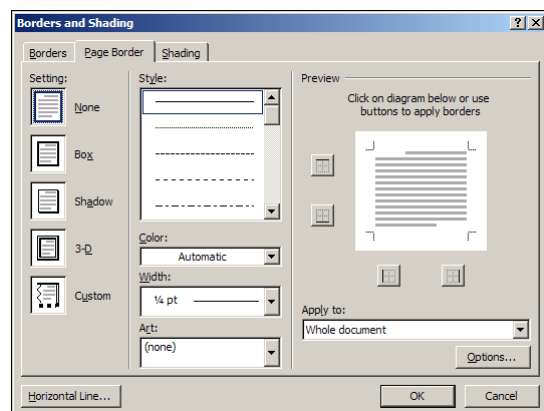 Borders and Shading
Borders
Page Border
Shading
Setting:
None
Box
Shadow
3-D
Custom
Style:
Color:
Automatic
Width:
¼ pt
Art:
(none)
Preview
Click on diagram below or use
buttons to apply borders
Apply to:
Whole document
Options...
Horizontal Line...
OK
Cancel